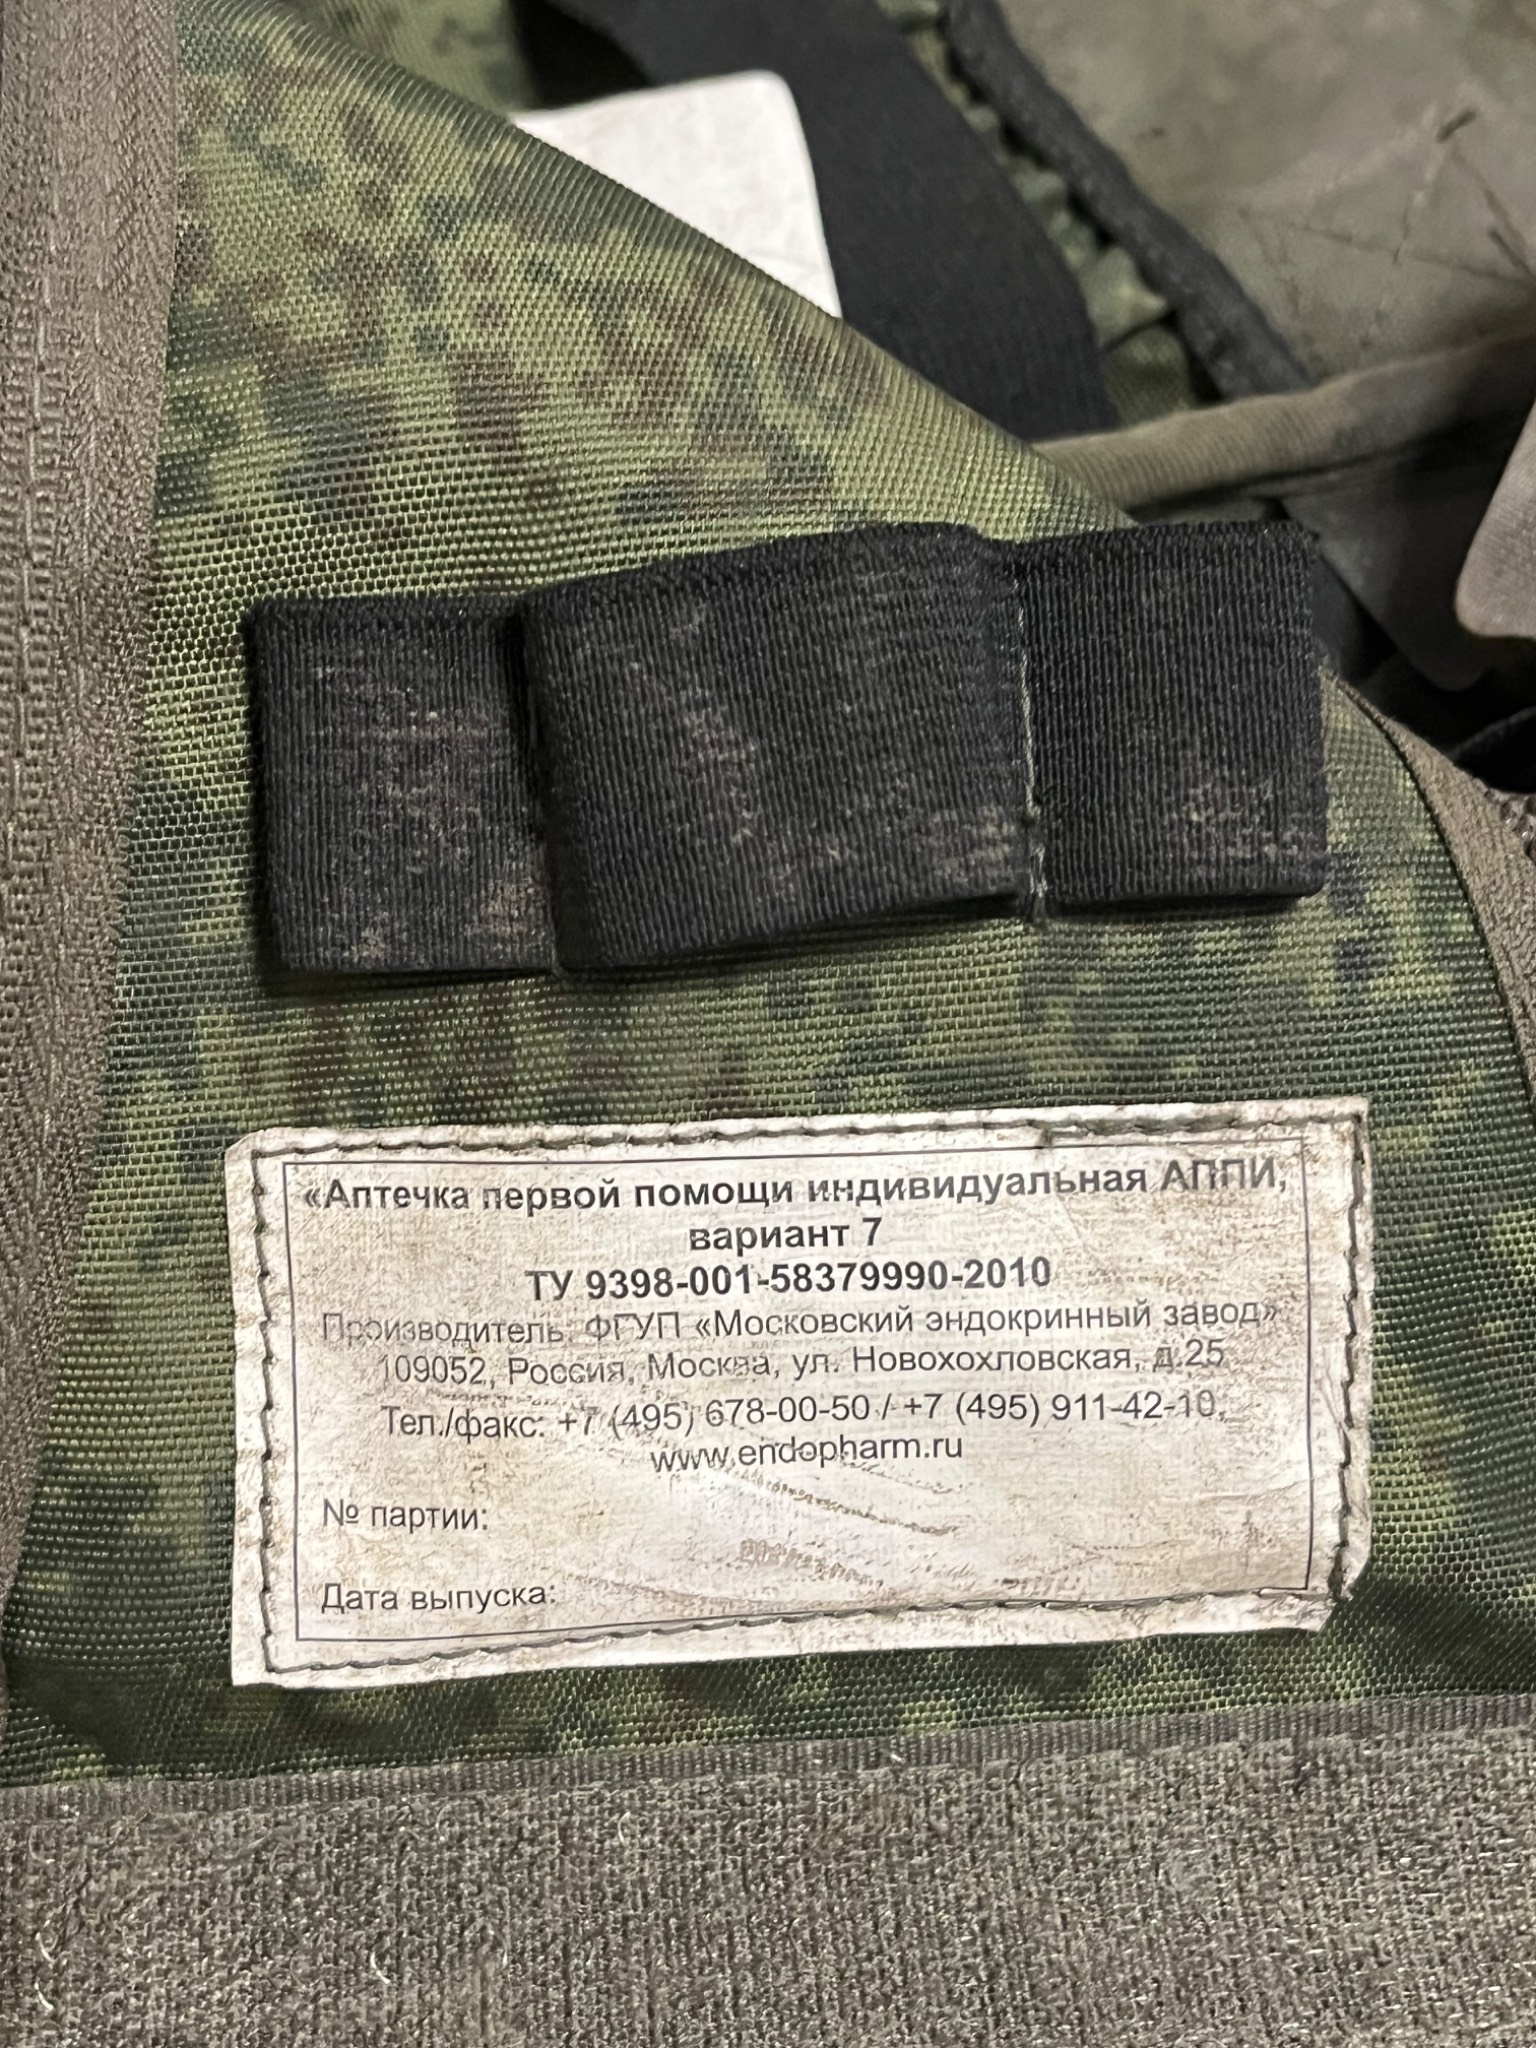 «Аптечка первой помощи индивидуальная АППИ,
вариант 7
ТУ 9398-001-58379990-2010
Производитель: ФГУП «Московский эндокринный завод»
109052, Россия, Москва, ул. Новохохловская, д.25
Тел./факс: +7 (495) 678-00-50 / +7 (495) 911-42-10,
www.endopharm.ru
№ партии:
Дата выпуска: